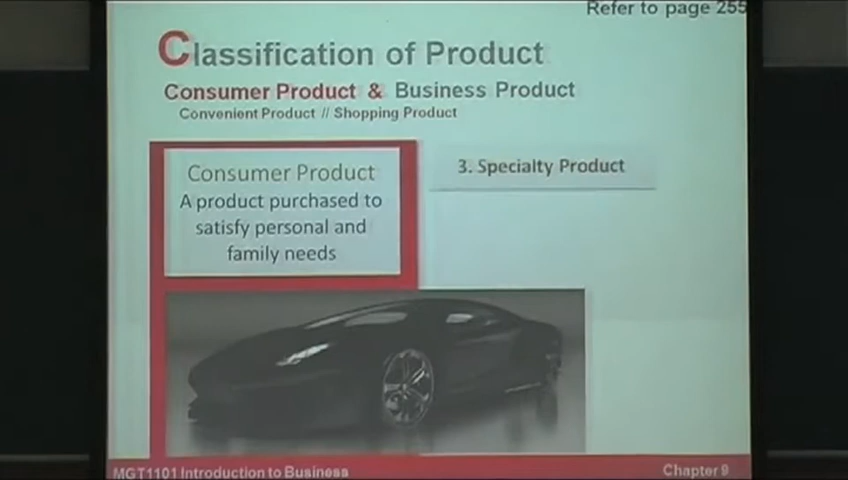 Refer to page 255
Classification of Product
Consumer Product & Business Product
Convenient Product // Shopping Product
Consumer Product
A product purchased to
satisfy personal and
family needs
3. Specialty Product
MGT1101 Introduction to Business
Chapter 9